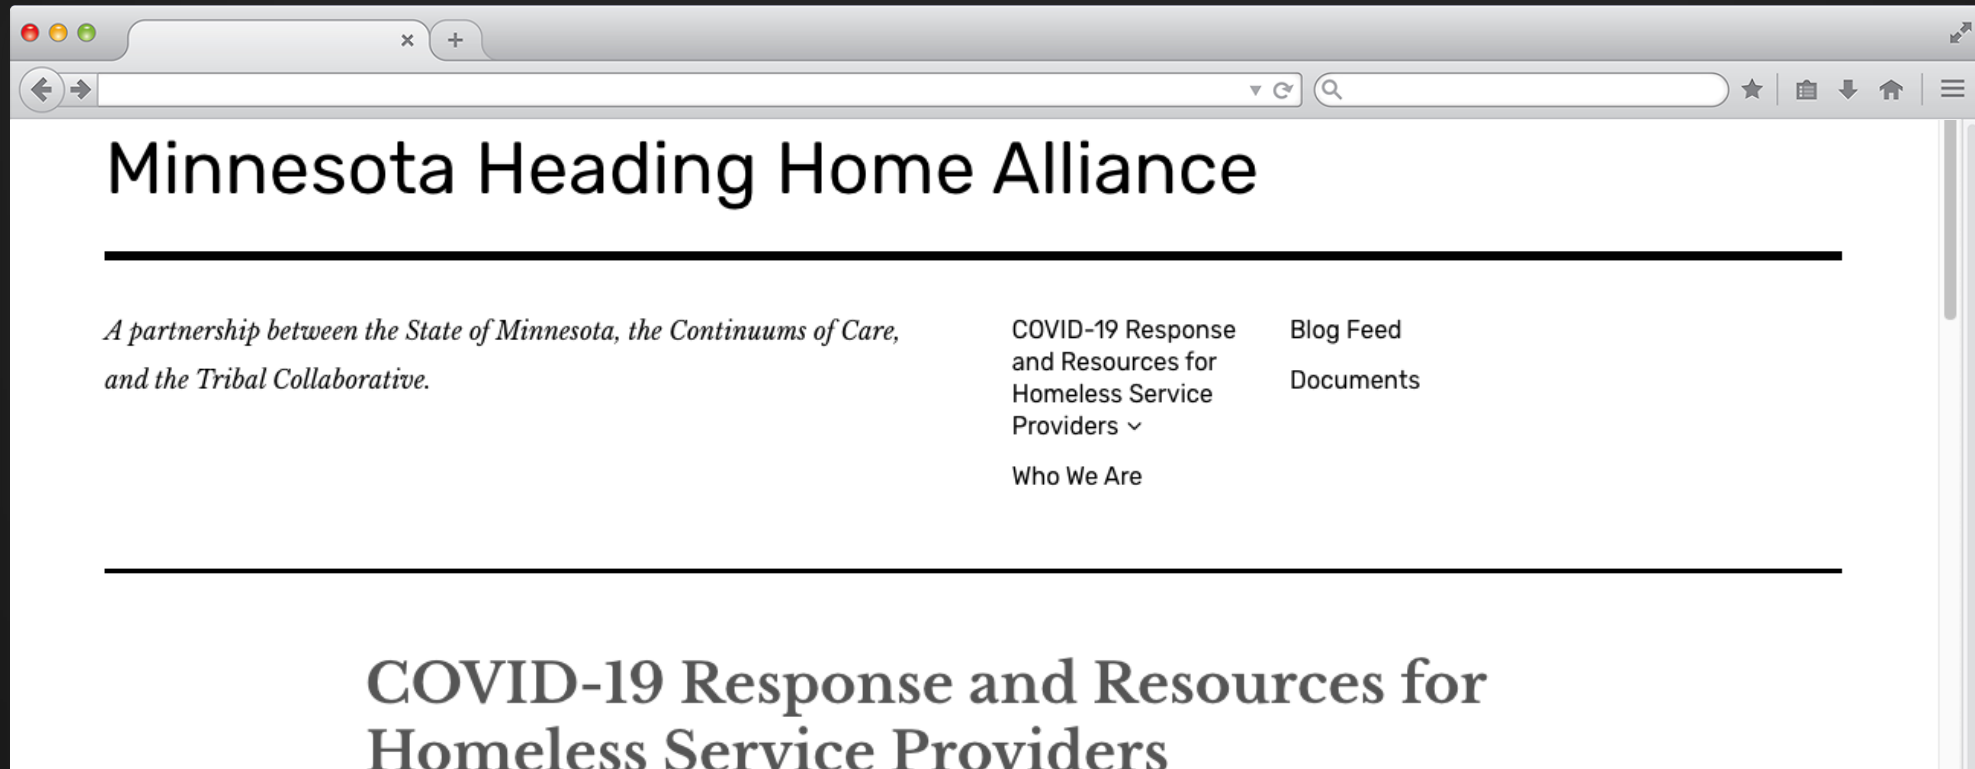 Minnesota Heading Home Alliance
A partnership between the State of Minnesota, the Continuums of Care,
and the Tribal Collaborative.
COVID-19 Response
and Resources for
Homeless Service
Providers
Who We Are
Blog Feed
Documents
COVID-19 Response and Resources for
Homeless Service Providers